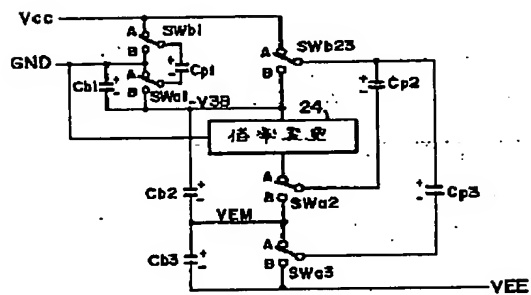 Vcc
A
SWb1
B
GND
A
B
SWa1
+
-
Cb1
+
-
Cp1
-V3B
A
SWb23
B
+
-
Cp2
24
倍率変更
A
SWa2
B
+
-
Cb2
+
-
Cp3
VEM
A
B
SWa3
+
-
Cb3
VEE